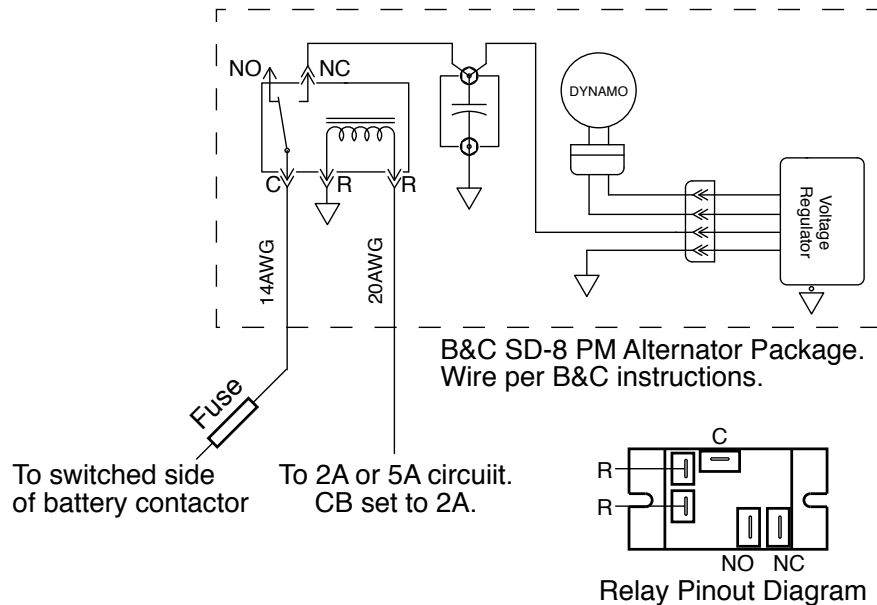 NO NC
DYNAMO
C R R
Voltage
Regulator
14AWG
20AWG
B&C SD-8 PM Alternator Package.
Wire per B&C instructions.
Fuse
To switched side
of battery contactor
To 2A or 5A circuiit.
CB set to 2A.
C
R
R
NO NC
Relay Pinout Diagram